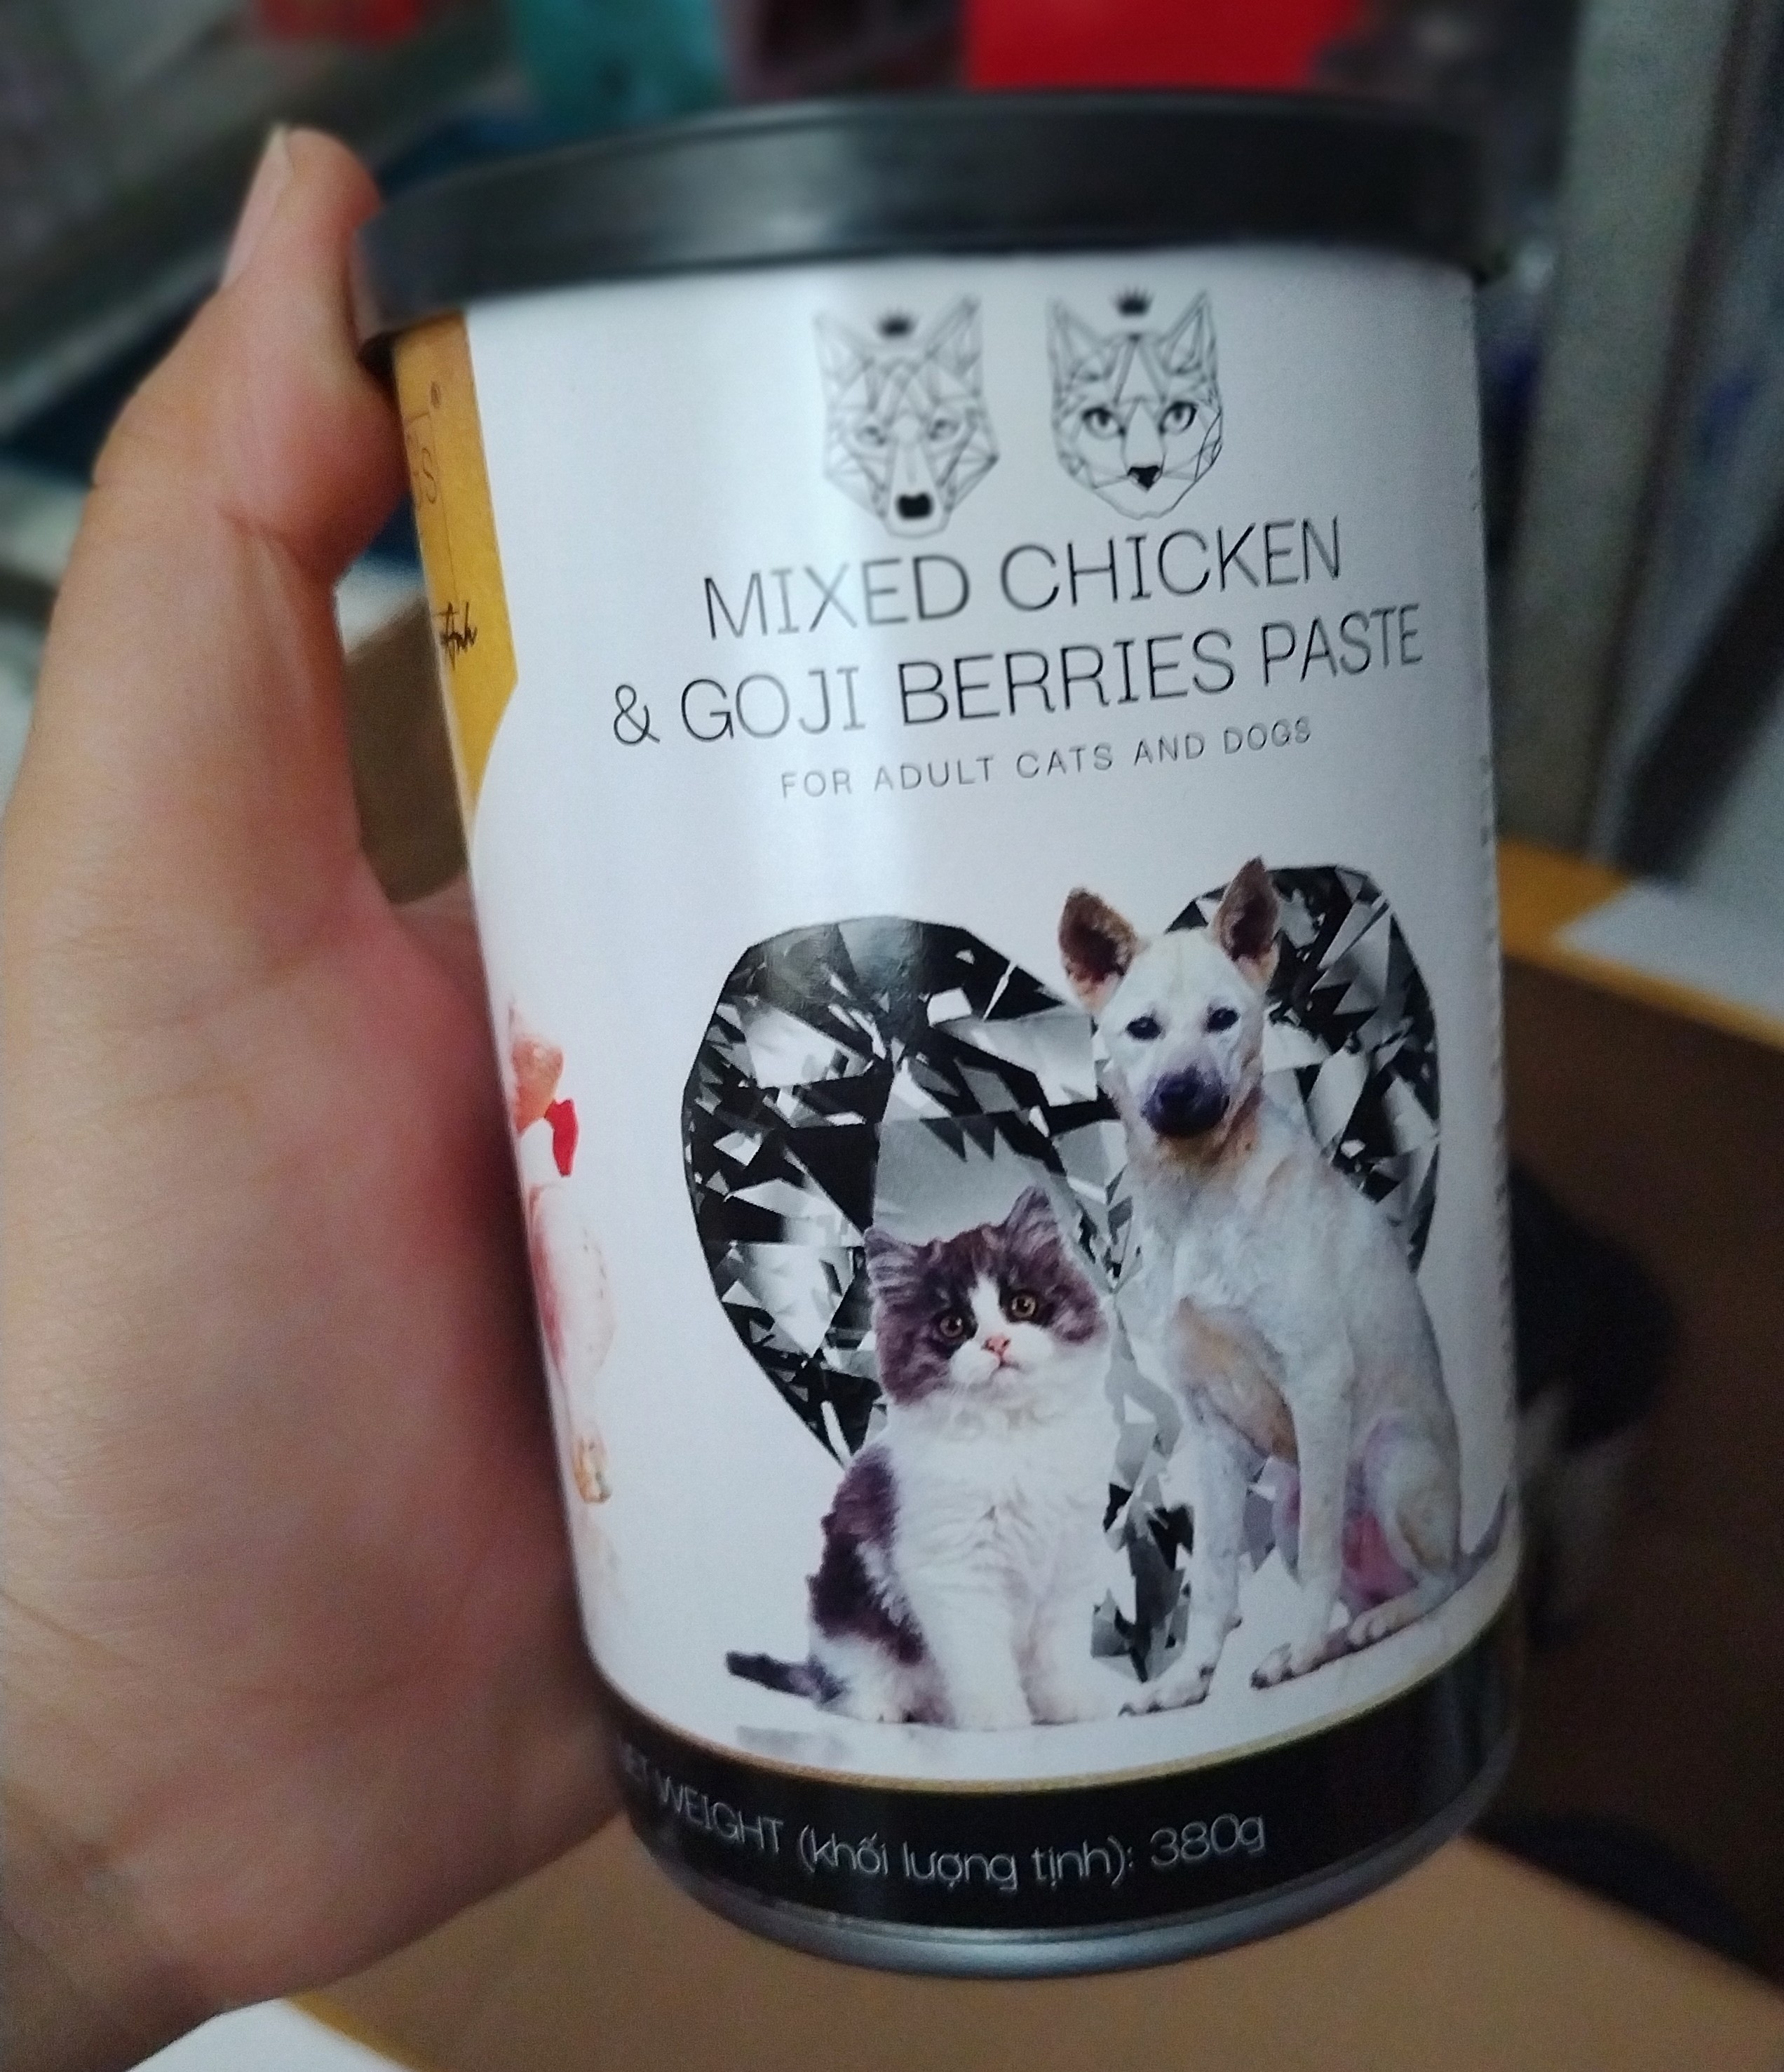 MIXED CHICKEN
& GOJI BERRIES PASTE
FOR ADULT CATS AND DOGS
WEIGHT (khối lượng tịnh): 380g